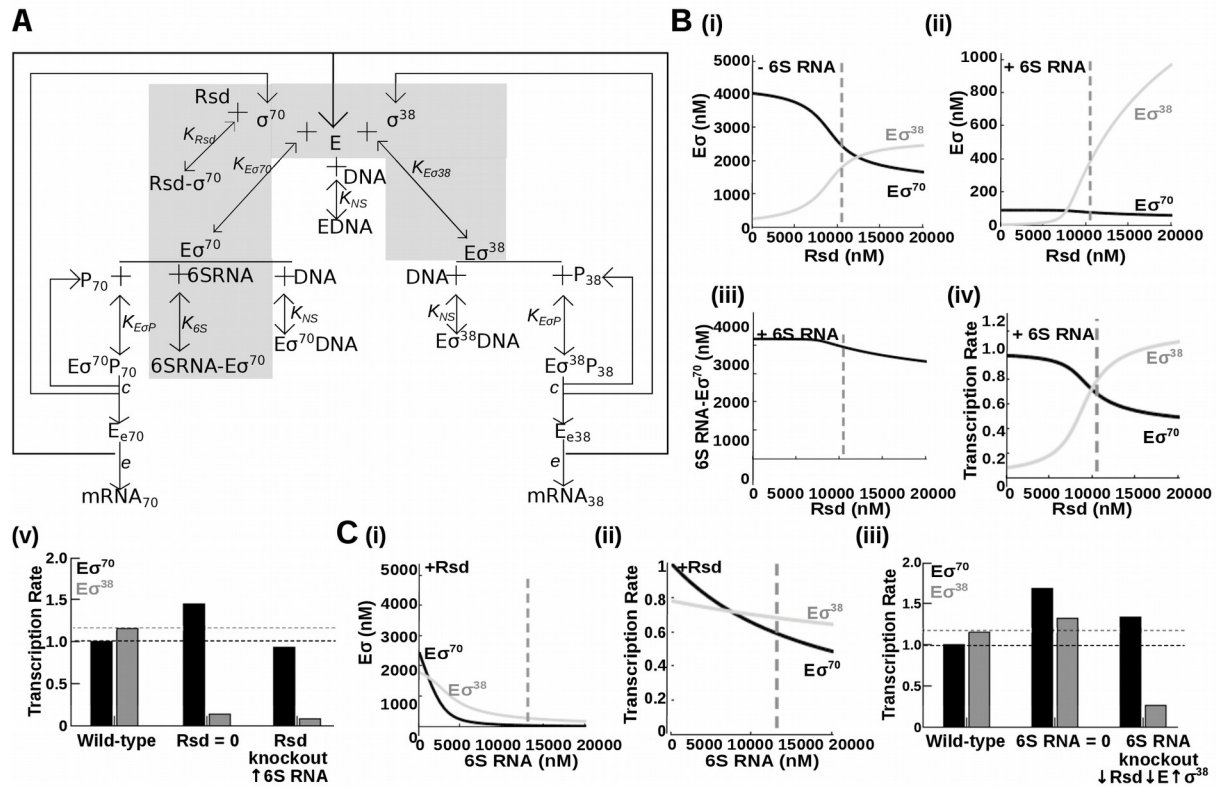 A
Rsd
σ70
σ38
E
KRsd
KEσ70
KEσ38
DNA
Rsd-σ70
KNS
EDNA
Eσ70
Eσ38
P70
6SRNA
DNA
DNA
P38
KEσP
K6S
KNS
KNS
KEσP
Eσ70DNA
Eσ38DNA
Eσ70P70
6SRNA-Eσ70
Eσ38P38
c
c
Ee70
Ee38
e
e
mRNA70
mRNA38
B (i)
- 6S RNA
Eσ (nM)
5000
4000
3000
2000
1000
0
Eσ38
Eσ70
0 5000 10000 15000 20000
Rsd (nM)
(ii)
+ 6S RNA
Eσ (nM)
1000
800
600
400
200
0
Eσ38
Eσ70
0 5000 10000 15000 20000
Rsd (nM)
(iii)
+ 6S RNA
6S RNA-Eσ70 (nM)
4000
3000
2000
1000
0
0 5000 10000 15000 20000
Rsd (nM)
(iv)
+ 6S RNA
Transcription Rate
1.2
1.0
0.8
0.6
0.4
0.2
0
Eσ38
Eσ70
0 5000 10000 15000 20000
Rsd (nM)
(v)
Transcription Rate
2.0
1.5
1.0
0.5
0
Eσ70
Eσ38
Wild-type Rsd = 0 Rsd
knockout
↑6S RNA
C (i)
+Rsd
Eσ (nM)
5000
4000
3000
2000
1000
0
Eσ70
Eσ38
0 5000 10000 15000 20000
6S RNA (nM)
(ii)
+Rsd
Transcription Rate
1
0.8
0.6
0.4
0.2
0
Eσ38
Eσ70
0 5000 10000 15000 20000
6S RNA (nM)
(iii)
Transcription Rate
2.0
1.5
1.0
0.5
0
Eσ70
Eσ38
Wild-type 6S RNA = 0 6S RNA
knockout
↓Rsd↓E↑σ38